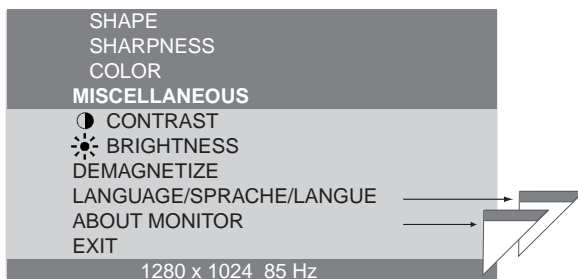 SHAPE
SHARPNESS
COLOR
MISCELLANEOUS
CONTRAST
BRIGHTNESS
DEMAGNETIZE
LANGUAGE/SPRACHE/LANGUE
ABOUT MONITOR
EXIT
1280 x 1024 85 Hz